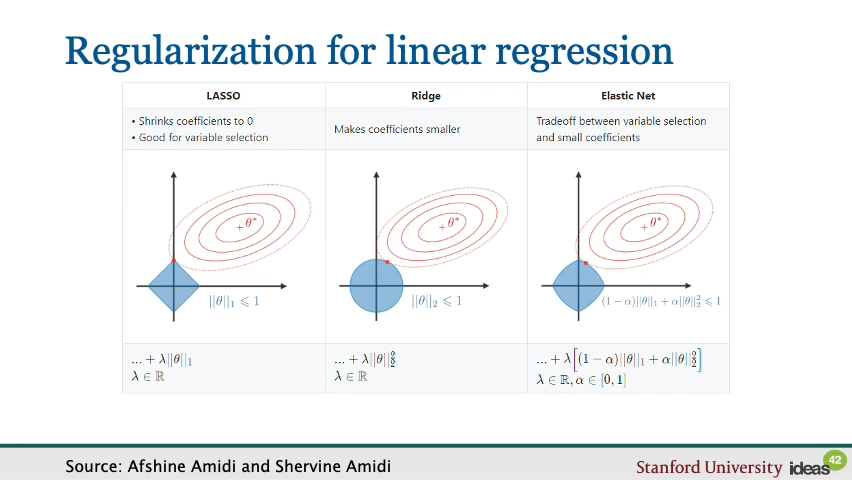 Regularization for linear regression
LASSO
Ridge
Elastic Net
• Shrinks coefficients to 0
• Good for variable selection
Makes coefficients smaller
Tradeoff between variable selection
and small coefficients
θ*
||θ||₁ ⩽ 1
θ*
||θ||₂ ⩽ 1
θ*
(1 − α)||θ||₁ + α||θ||₂² ⩽ 1
... + λ||θ||₁
λ ∈ ℝ
... + λ||θ||₂²
λ ∈ ℝ
... + λ[(1 − α)||θ||₁ + α||θ||₂²]
λ ∈ ℝ, α ∈ [0, 1]
Source: Afshine Amidi and Shervine Amidi
Stanford University ideas 42